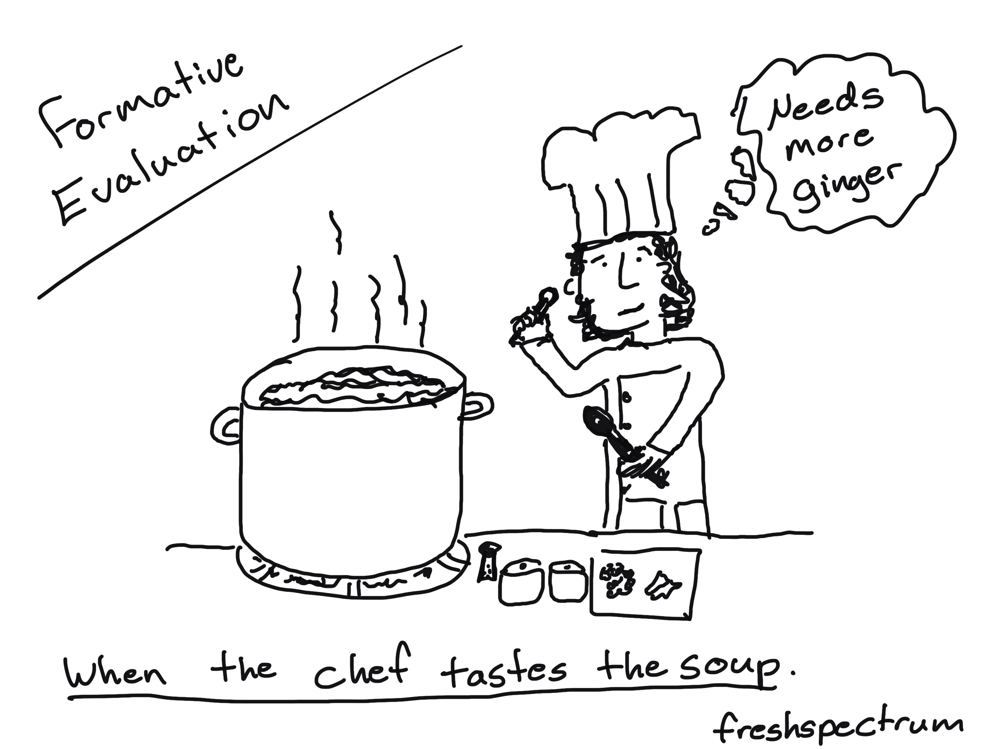 Formative
Evaluation
Needs
more
ginger
When the chef tastes the soup.
freshspectrum